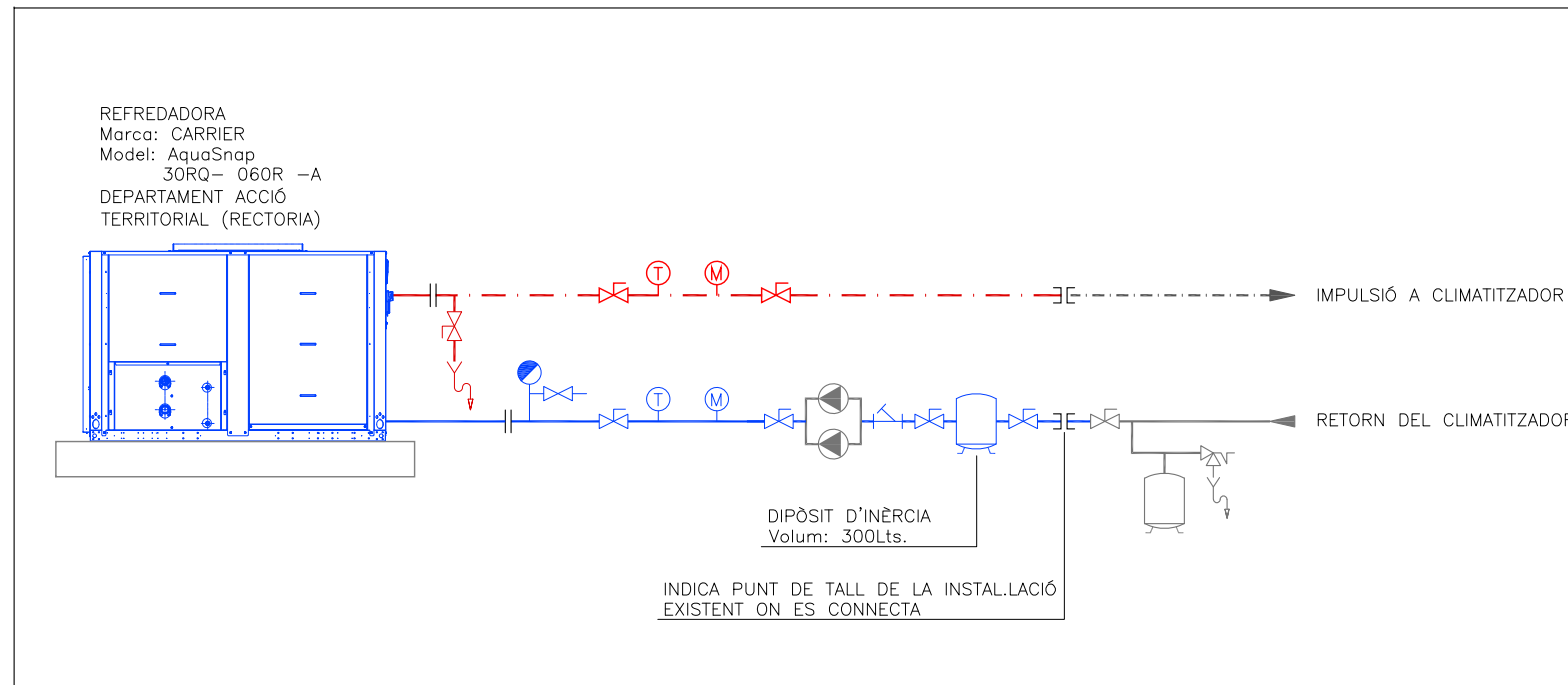 REFREDADORA
Marca: CARRIER
Model: AquaSnap
30RQ- 060R -A
DEPARTAMENT ACCIÓ
TERRITORIAL (RECTORIA)
T
M
IMPULSIÓ A CLIMATITZADOR
T
M
RETORN DEL CLIMATITZADOR
DIPÒSIT D'INÈRCIA
Volum: 300Lts.
INDICA PUNT DE TALL DE LA INSTAL.LACIÓ
EXISTENT ON ES CONNECTA